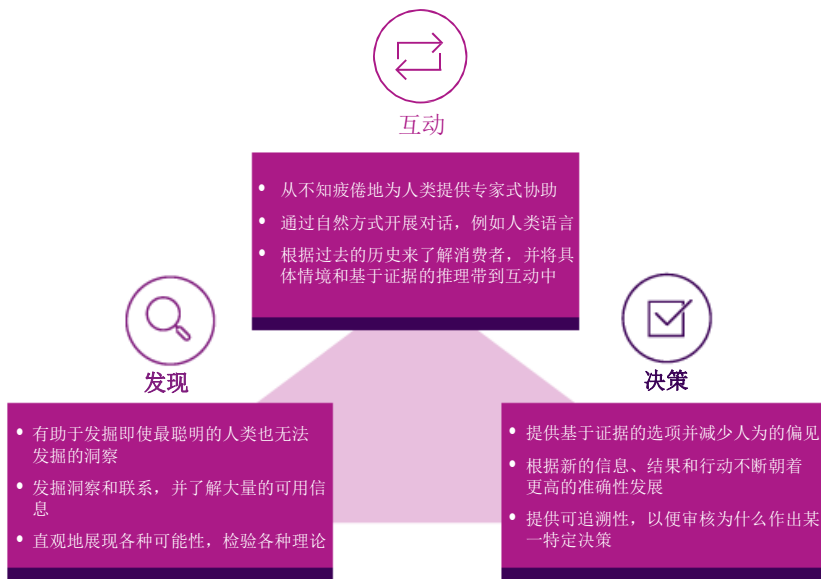 互动
• 从不知疲倦地为人类提供专家式协助
• 通过自然方式开展对话，例如人类语言
• 根据过去的历史来了解消费者，并将具
体情境和基于证据的推理带到互动中
发现
• 有助于发掘即使最聪明的人类也无法
发掘的洞察
• 发掘洞察和联系，并了解大量的可用信
息
• 直观地展现各种可能性，检验各种理论
决策
• 提供基于证据的选项并减少人为的偏见
• 根据新的信息、结果和行动不断朝着
更高的准确性发展
• 提供可追溯性，以便审核为什么作出某
一特定决策